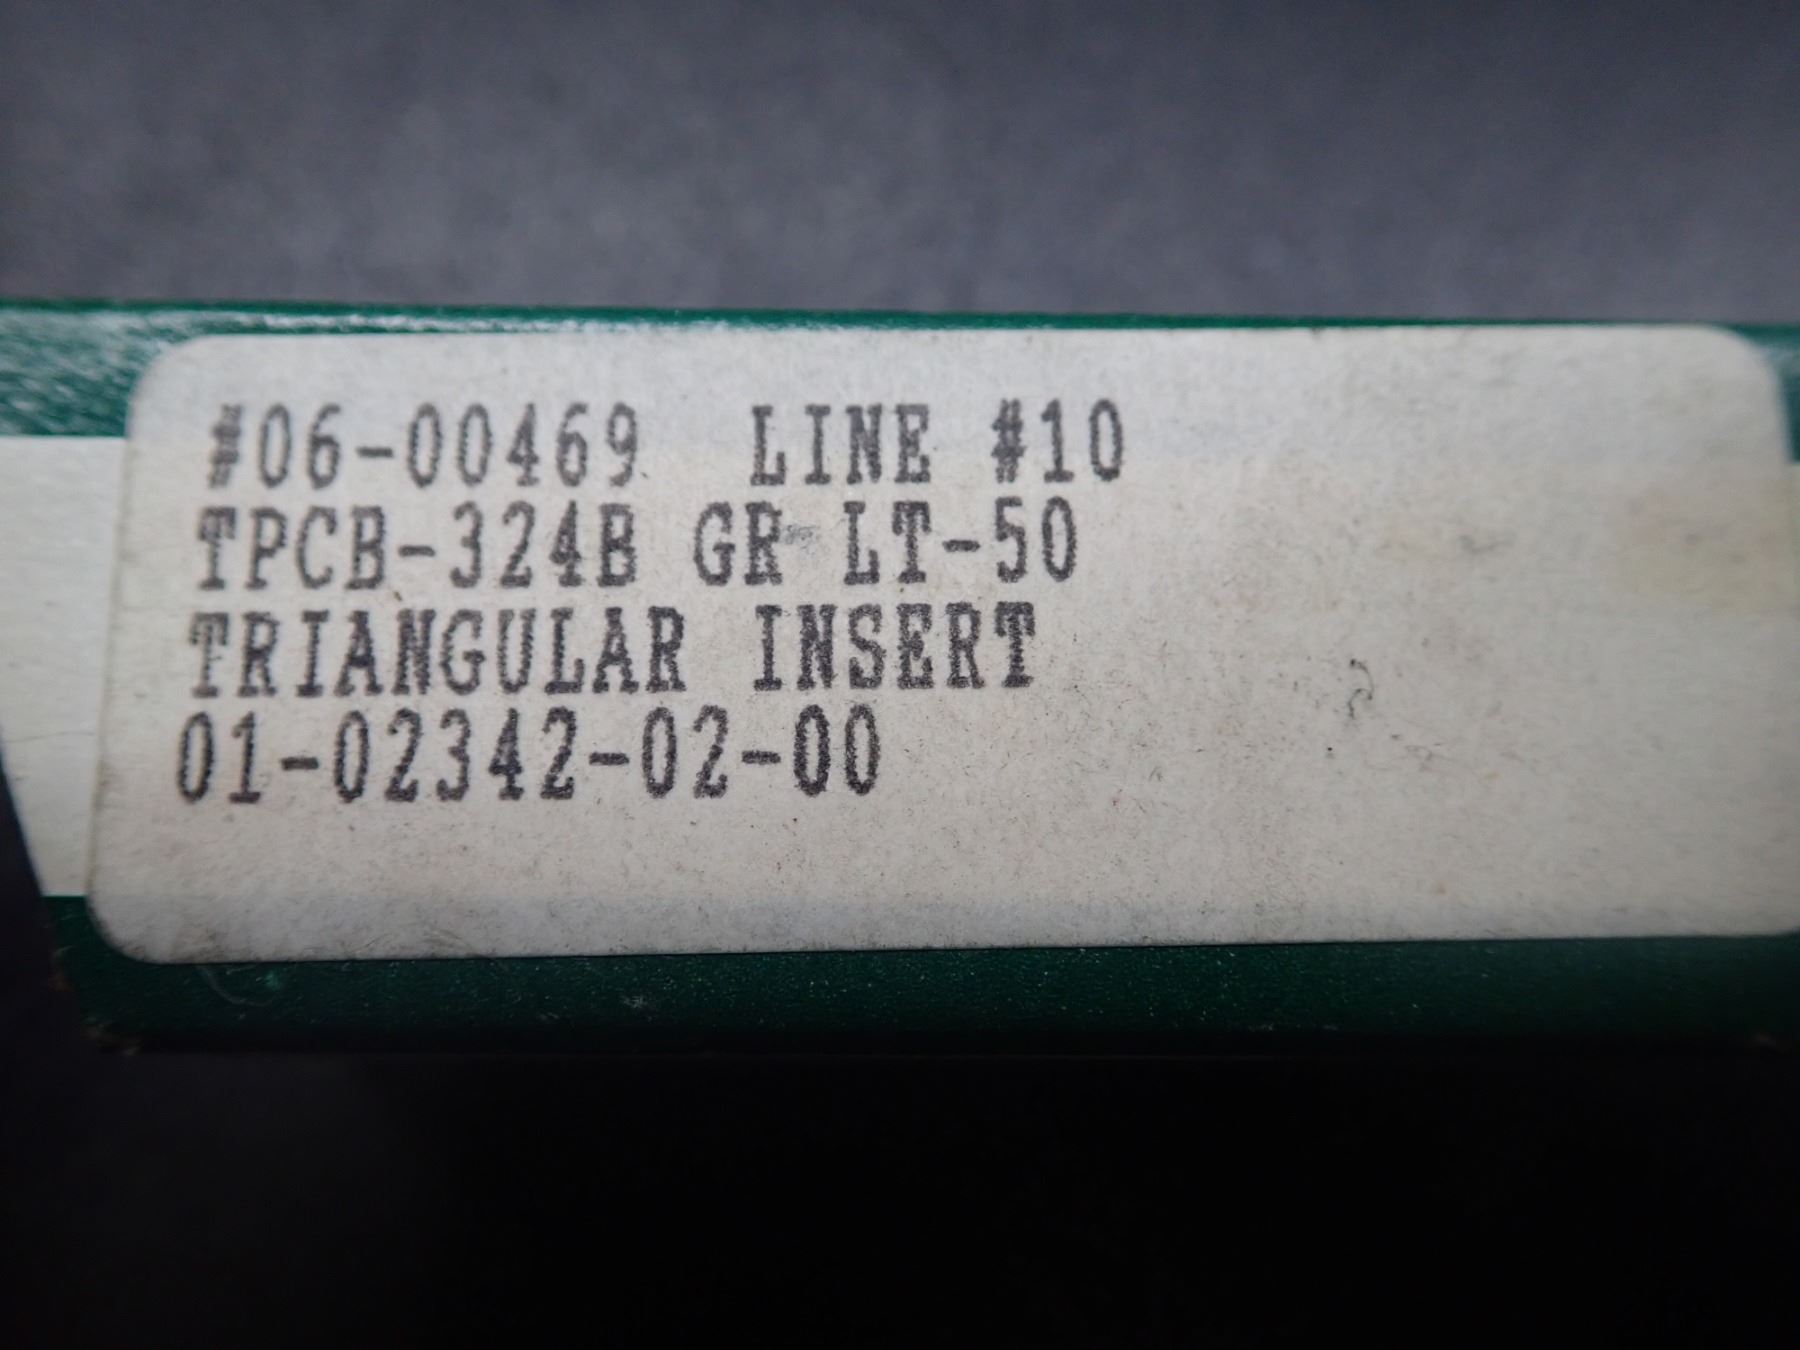 #06-00469 LINE #10
TPCB-324B GR LT-50
TRIANGULAR INSERT
01-02342-02-00